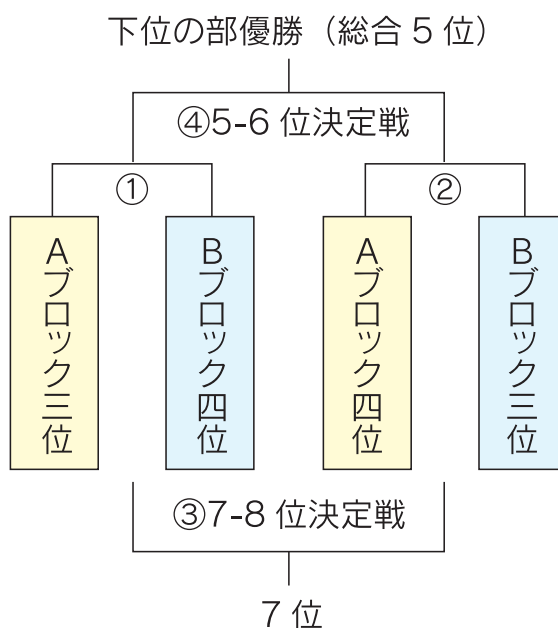 下位の部優勝（総合5位）
④5-6位決定戦
①
②
Aブロック三位
Bブロック四位
Aブロック四位
Bブロック三位
③7-8位決定戦
7位